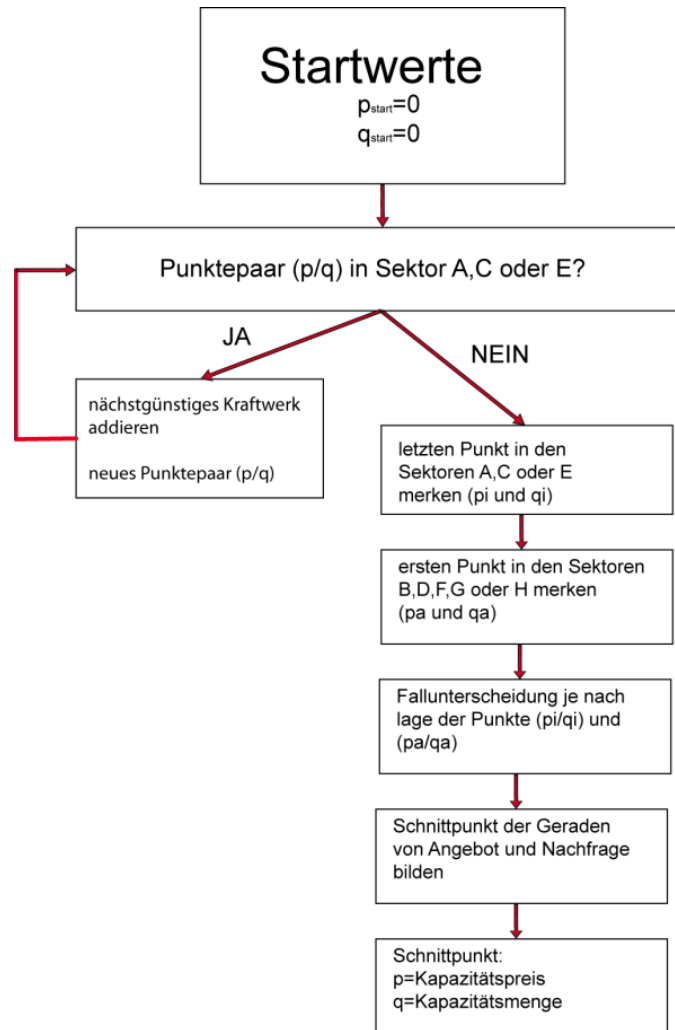 Startwerte
pstart=0
qstart=0
Punktepaar (p/q) in Sektor A,C oder E?
JA
NEIN
nächstgünstiges Kraftwerk
addieren
neues Punktepaar (p/q)
letzten Punkt in den
Sektoren A,C oder E
merken (pi und qi)
ersten Punkt in den Sektoren
B,D,F,G oder H merken
(pa und qa)
Fallunterscheidung je nach
lage der Punkte (pi/qi) und
(pa/qa)
Schnittpunkt der Geraden
von Angebot und Nachfrage
bilden
Schnittpunkt:
p=Kapazitätspreis
q=Kapazitätsmenge